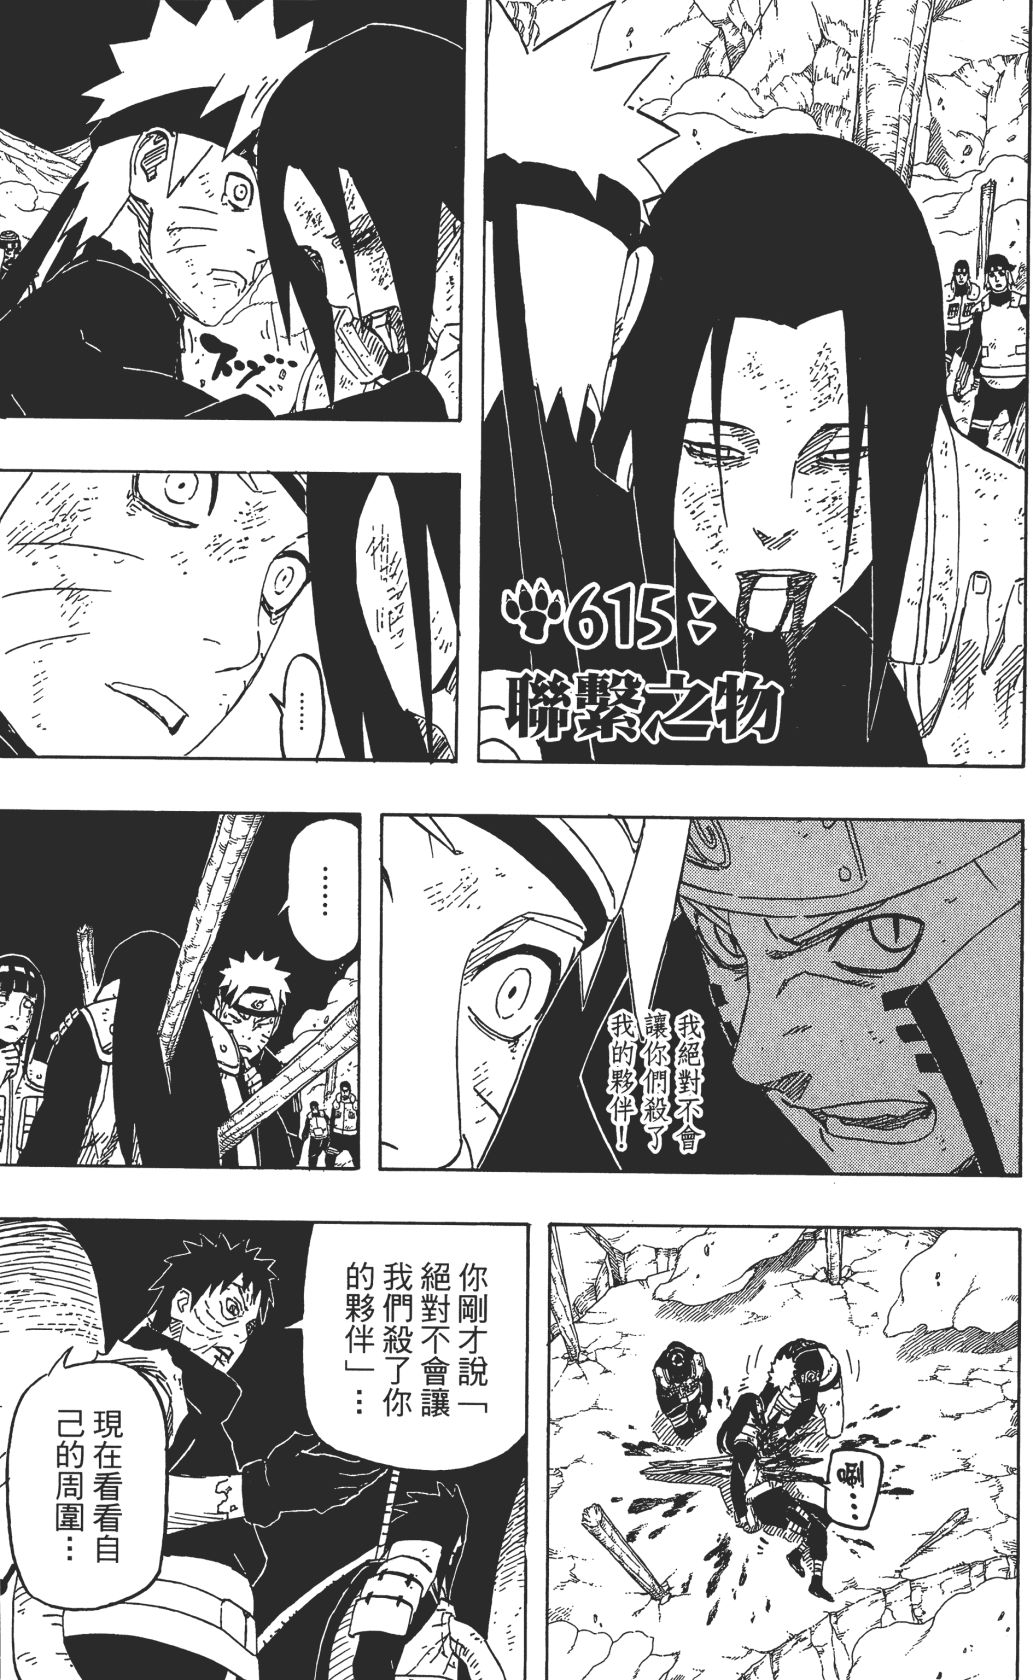 615:
聯繫之物
ズッ…
……
我絕對不會
讓你們殺了
我的夥伴！
……
你剛才說「
絕對不會讓
我們殺了你
的夥伴」…
現在看看自
己的周圍…